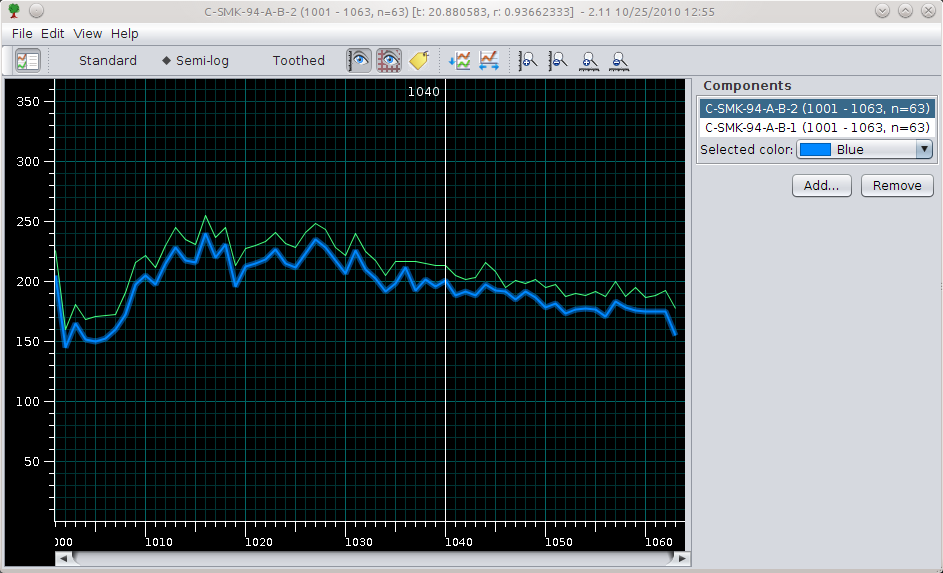 C-SMK-94-A-B-2 (1001 - 1063, n=63) [t: 20.880583, r: 0.93662333] - 2.11 10/25/2010 12:55
File Edit View Help
Standard Semi-log Toothed
Components
C-SMK-94-A-B-2 (1001 - 1063, n=63)
C-SMK-94-A-B-1 (1001 - 1063, n=63)
Selected color: Blue
Add... Remove
1040
350
300
250
200
150
100
50
000 1010 1020 1030 1040 1050 1060